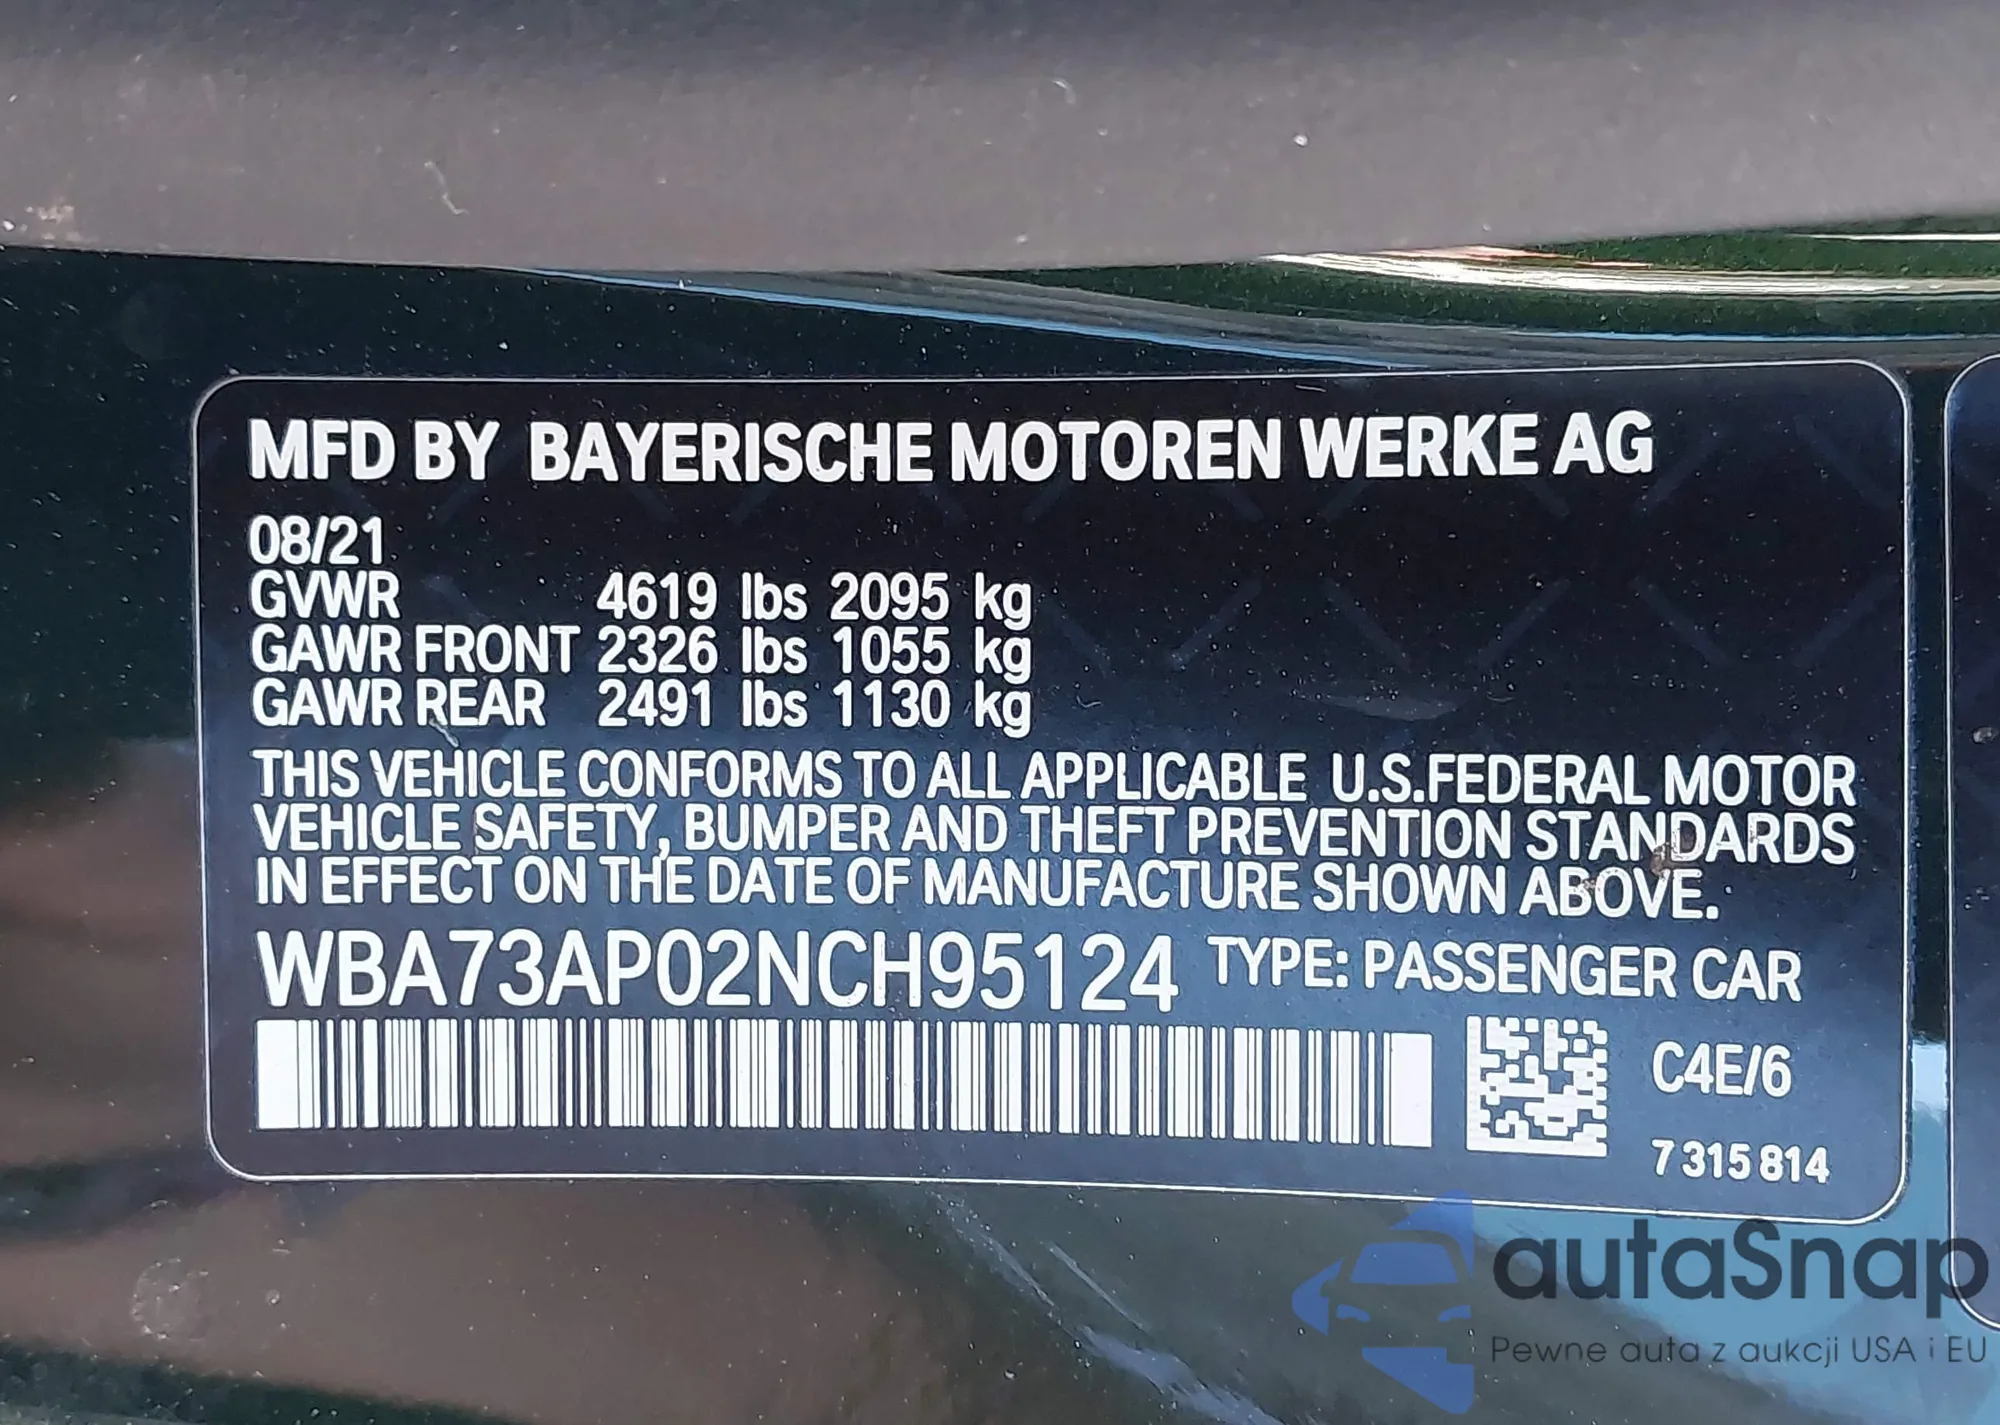 MFD BY BAYERISCHE MOTOREN WERKE AG
08/21
GVWR 4619 lbs 2095 kg
GAWR FRONT 2326 lbs 1055 kg
GAWR REAR 2491 lbs 1130 kg
THIS VEHICLE CONFORMS TO ALL APPLICABLE U.S.FEDERAL MOTOR
VEHICLE SAFETY, BUMPER AND THEFT PREVENTION STANDARDS
IN EFFECT ON THE DATE OF MANUFACTURE SHOWN ABOVE.
WBA73AP02NCH95124 TYPE: PASSENGER CAR
C4E/6
7 315 814
autaSnap
Pewne auta z aukcji USA i EU